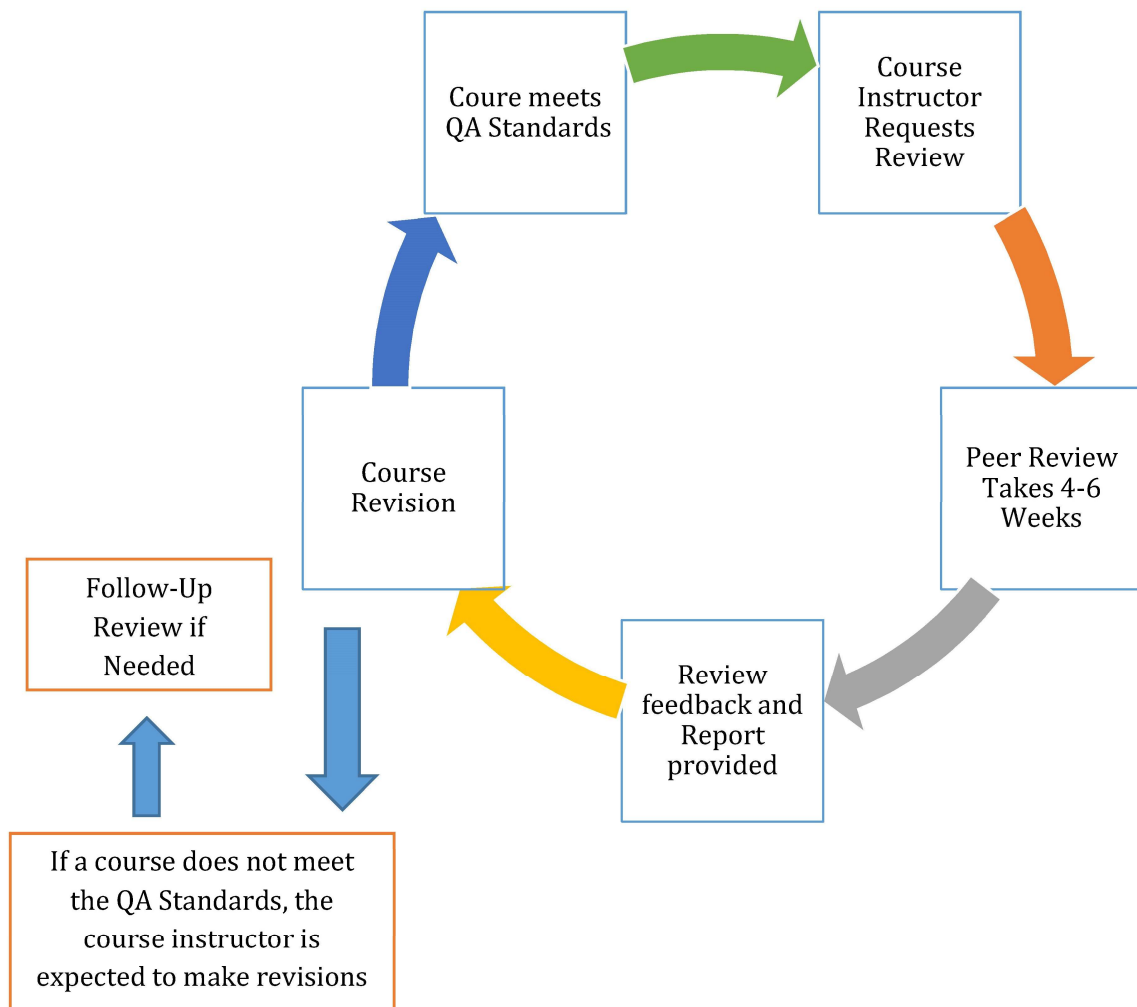 Coure meets
QA Standards
Course
Instructor
Requests
Review
Peer Review
Takes 4-6
Weeks
Review
feedback and
Report
provided
Course
Revision
Follow-Up
Review if
Needed
If a course does not meet
the QA Standards, the
course instructor is
expected to make revisions